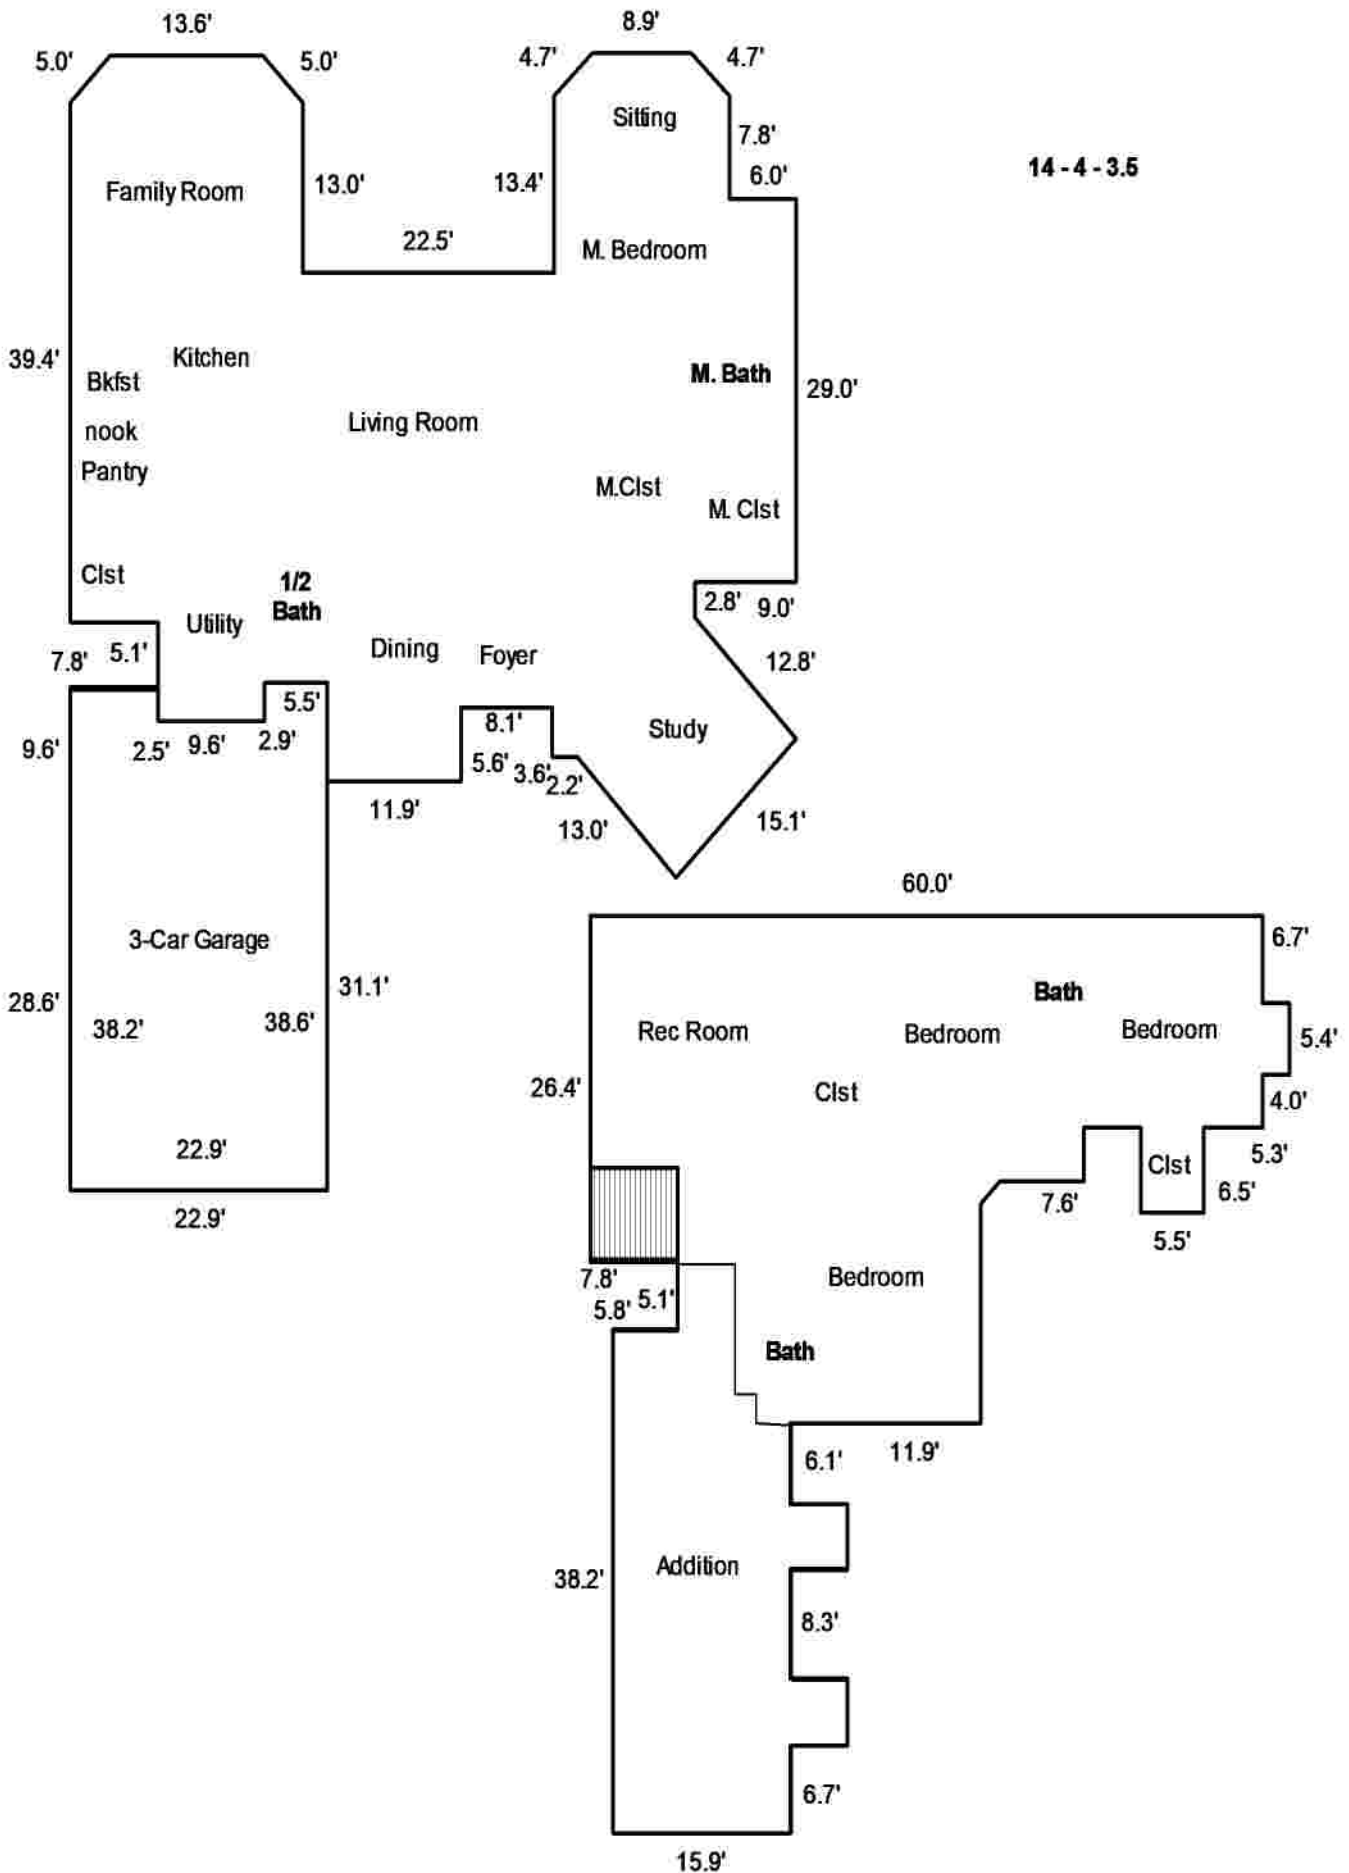 13.6'
8.9'
5.0'
5.0'
4.7'
4.7'
Sitting
7.8'
14 - 4 - 3.5
6.0'
Family Room
13.0'
13.4'
22.5'
M. Bedroom
39.4'
Kitchen
Bkfst
nook
Pantry
M. Bath
29.0'
Living Room
M.Clst
M. Clst
Clst
1/2
Bath
Utility
2.8'
9.0'
7.8'
5.1'
Dining
Foyer
12.8'
5.5'
8.1'
Study
9.6'
2.5'
9.6'
2.9'
5.6'
3.6'
2.2'
11.9'
13.0'
15.1'
60.0'
3-Car Garage
6.7'
28.6'
38.2'
38.6'
31.1'
Bath
Rec Room
Bedroom
Bedroom
5.4'
26.4'
Clst
4.0'
22.9'
22.9'
Clst
5.3'
7.6'
6.5'
5.5'
7.8'
5.8'
5.1'
Bedroom
Bath
11.9'
6.1'
Addition
38.2'
8.3'
6.7'
15.9'